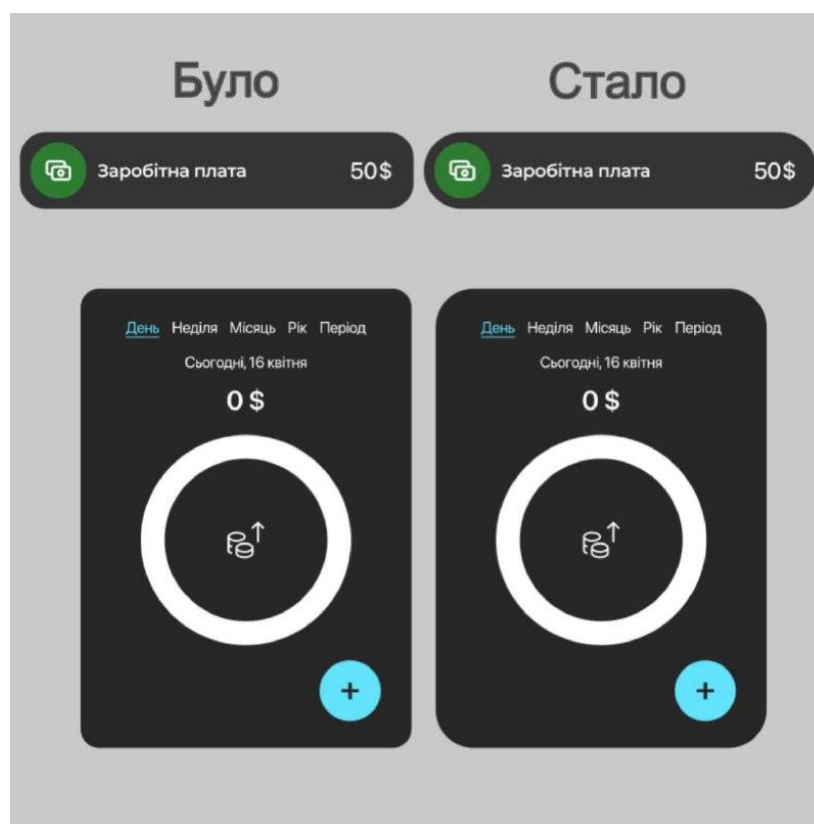 Було Стало
Заробітна плата 50$ Заробітна плата 50$
День Неділя Місяць Рік Період День Неділя Місяць Рік Період
Сьогодні, 16 квітня Сьогодні, 16 квітня
0 $ 0 $
+ +